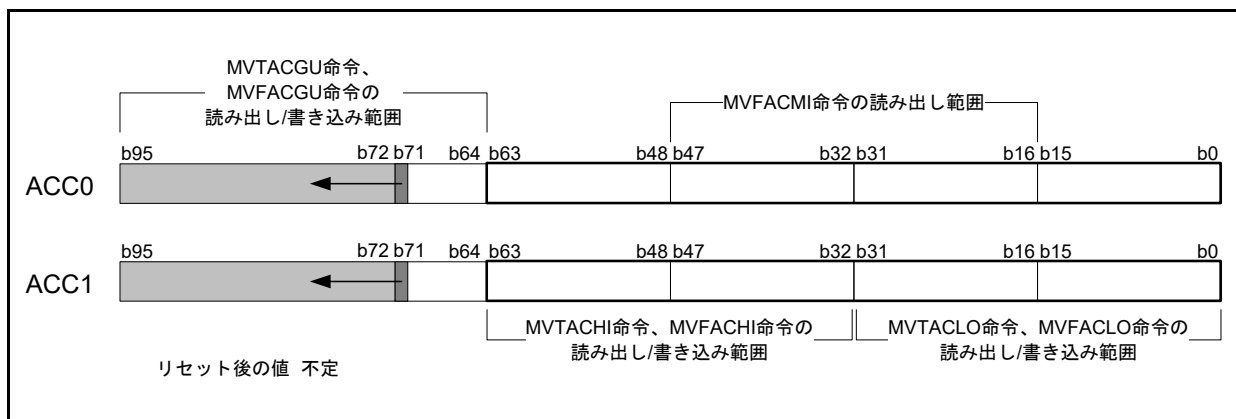 MVTACGU命令、
MVFACGU命令の
読み出し/書き込み範囲
MVFACMI命令の読み出し範囲
b95 b72 b71 b64 b63 b48 b47 b32 b31 b16 b15 b0
ACC0
b95 b72 b71 b64 b63 b48 b47 b32 b31 b16 b15 b0
ACC1
MVTACHI命令、MVFACHI命令の
読み出し/書き込み範囲
MVTACLO命令、MVFACLO命令の
読み出し/書き込み範囲
リセット後の値 不定